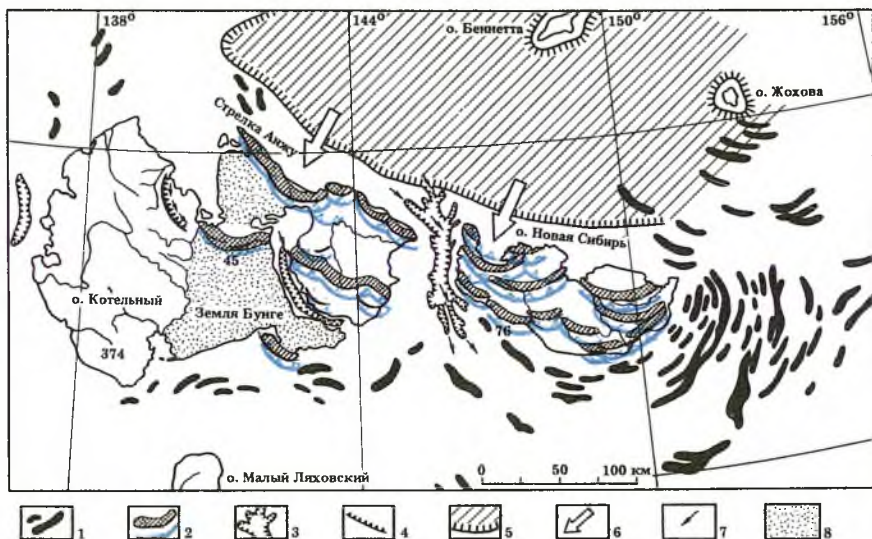 138°
144°
150°
156°
о. Беннетта
о. Жохова
Стрелка Анжу
о. Новая Сибирь
45
о. Котельный
Земля Бунге
76
374
о. Малый Ляховский
0 50 100 км
1 2 3 4 5 6 7 8